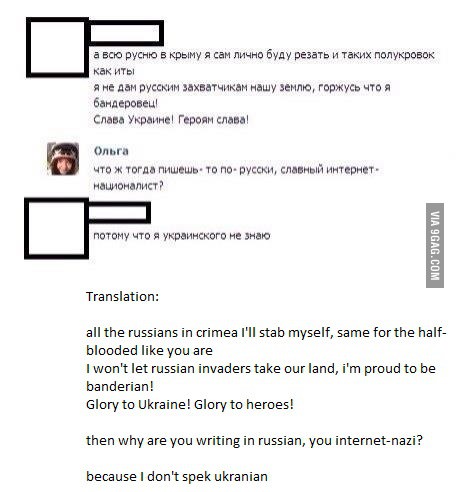 а всю русню в крыму я сам лично буду резать и таких полукровок
как иты
я не дам русским захватчикам нашу землю, горжусь что я
бандеровец!
Слава Украине! Героям слава!
Ольга
что ж тогда пишешь- то по- русски, славный интернет-
националист?
потому что я украинского не знаю
VIA 9GAG.COM
Translation:
all the russians in crimea I'll stab myself, same for the half-
blooded like you are
I won't let russian invaders take our land, i'm proud to be
banderian!
Glory to Ukraine! Glory to heroes!
then why are you writing in russian, you internet-nazi?
because I don't spek ukranian